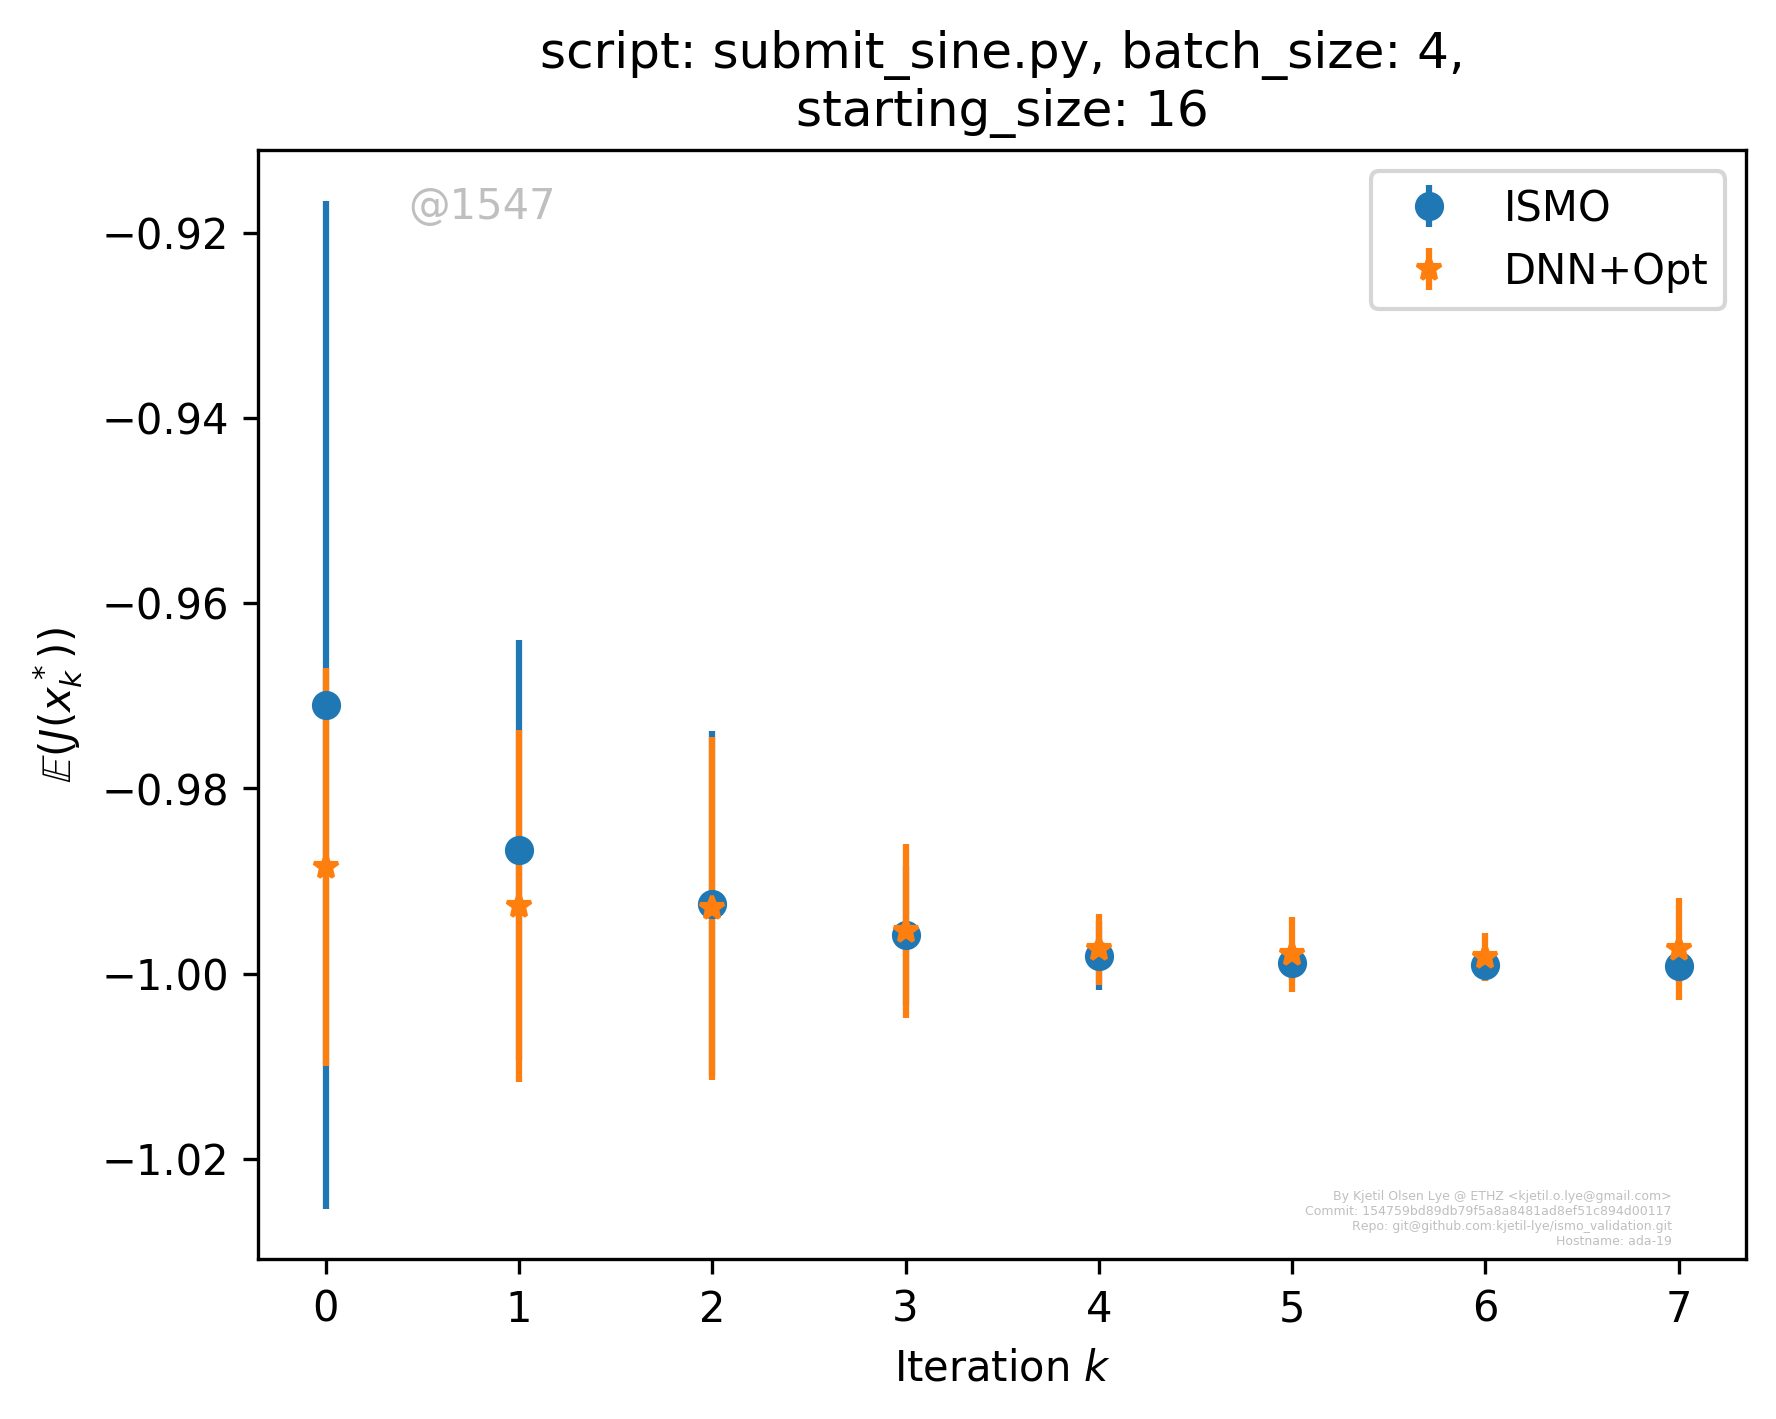 script: submit_sine.py, batch_size: 4,
starting_size: 16
@1547
ISMO
DNN+Opt
−0.92
−0.94
−0.96
−0.98
−1.00
−1.02
𝔼(J(x*k))
By Kjetil Olsen Lye @ ETHZ <kjetil.o.lye@gmail.com>
Commit: 154759bd89db79f5a8a8481ad8ef51c894d00117
Repo: git@github.com:kjetil-lye/ismo_validation.git
Hostname: ada-19
0 1 2 3 4 5 6 7
Iteration k